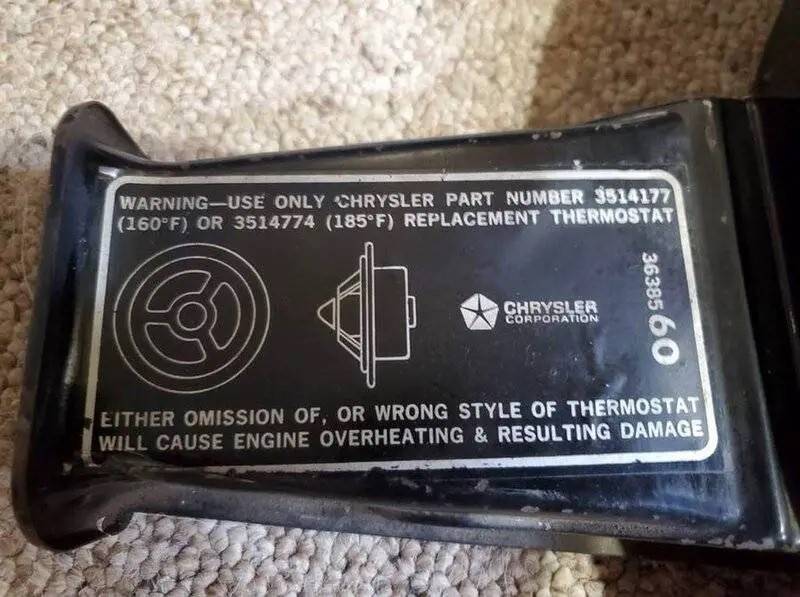 WARNING—USE ONLY CHRYSLER PART NUMBER 3514177
(160°F) OR 3514774 (185°F) REPLACEMENT THERMOSTAT
CHRYSLER
CORPORATION
3638560
EITHER OMISSION OF, OR WRONG STYLE OF THERMOSTAT
WILL CAUSE ENGINE OVERHEATING & RESULTING DAMAGE